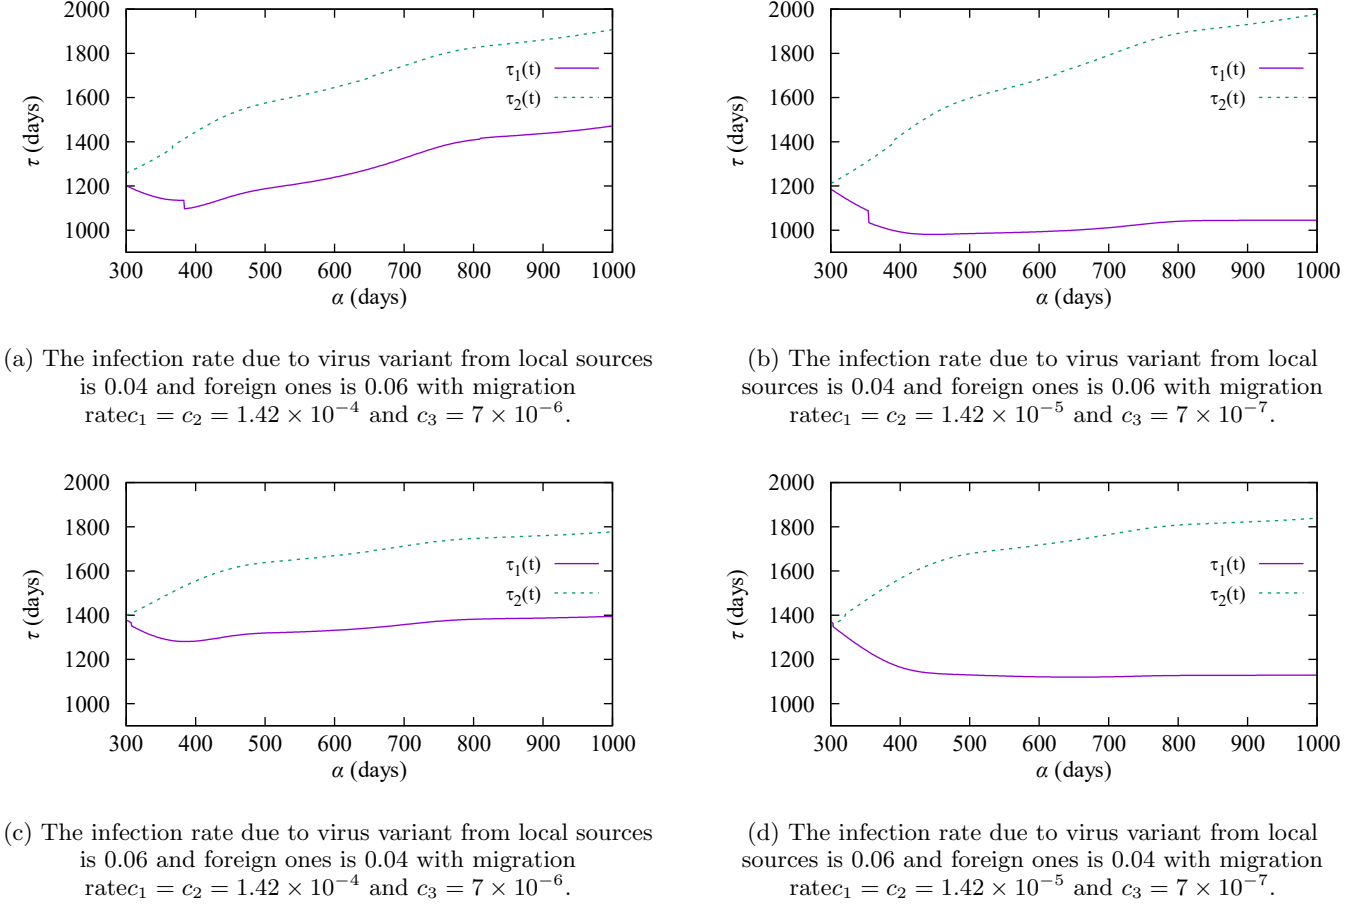 2000
1800
1600
1400
1200
1000
τ (days)
τ1(t)
τ2(t)
300 400 500 600 700 800 900 1000
α (days)
(a) The infection rate due to virus variant from local sources
is 0.04 and foreign ones is 0.06 with migration
ratec₁ = c₂ = 1.42 × 10⁻⁴ and c₃ = 7 × 10⁻⁶.
2000
1800
1600
1400
1200
1000
τ (days)
τ1(t)
τ2(t)
300 400 500 600 700 800 900 1000
α (days)
(b) The infection rate due to virus variant from local
sources is 0.04 and foreign ones is 0.06 with migration
ratec₁ = c₂ = 1.42 × 10⁻⁵ and c₃ = 7 × 10⁻⁷.
2000
1800
1600
1400
1200
1000
τ (days)
τ1(t)
τ2(t)
300 400 500 600 700 800 900 1000
α (days)
(c) The infection rate due to virus variant from local sources
is 0.06 and foreign ones is 0.04 with migration
ratec₁ = c₂ = 1.42 × 10⁻⁴ and c₃ = 7 × 10⁻⁶.
2000
1800
1600
1400
1200
1000
τ (days)
τ1(t)
τ2(t)
300 400 500 600 700 800 900 1000
α (days)
(d) The infection rate due to virus variant from local
sources is 0.06 and foreign ones is 0.04 with migration
ratec₁ = c₂ = 1.42 × 10⁻⁵ and c₃ = 7 × 10⁻⁷.